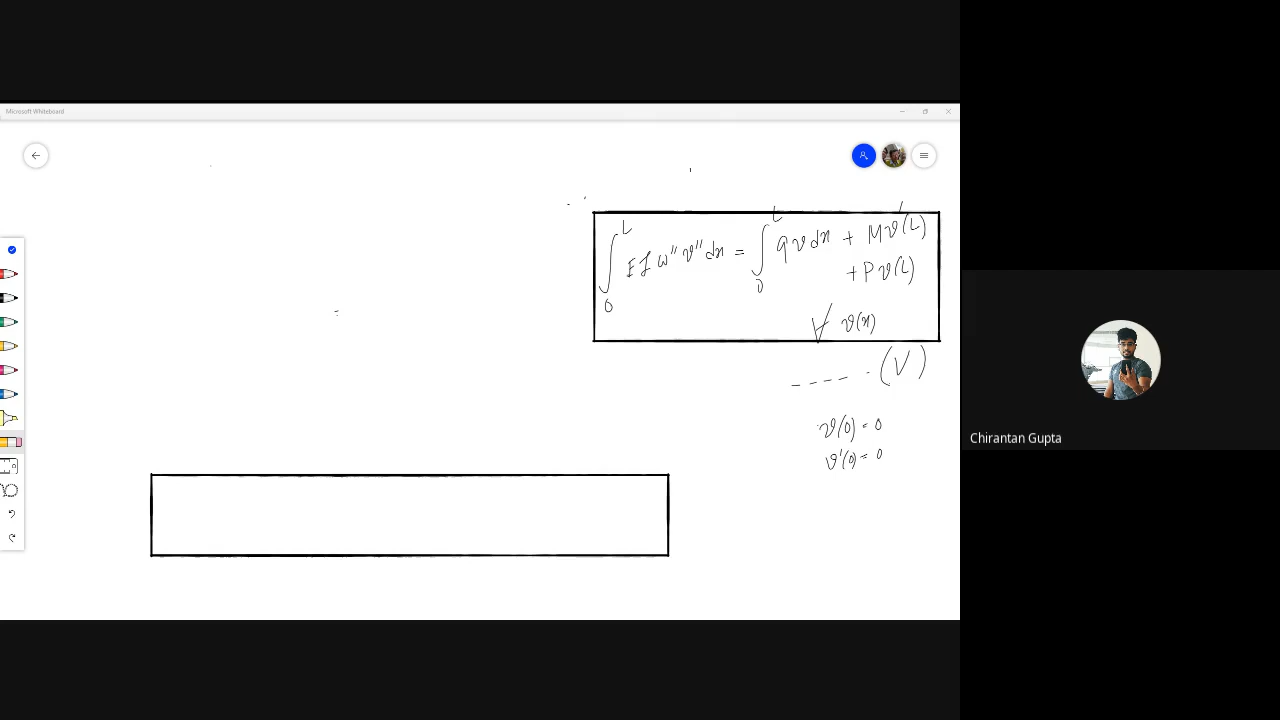 Microsoft Whiteboard
∫₀ᴸ EI w'' v'' dx = ∫₀ᴸ q v dx + M v'(L)
+ P v(L)
∀ v(x)
---- . (V)
v(0) = 0
v'(0) = 0
Chirantan Gupta